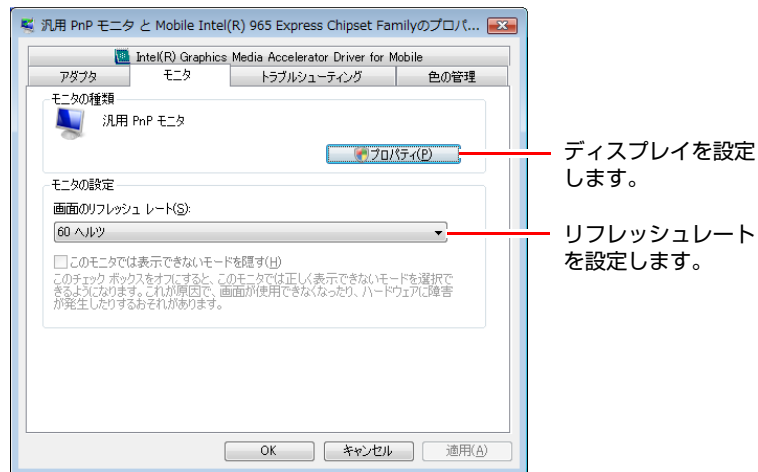 汎用 PnP モニタ と Mobile Intel(R) 965 Express Chipset Familyのプロパ...
Intel(R) Graphics Media Accelerator Driver for Mobile
アダプタ モニタ トラブルシューティング 色の管理
モニタの種類
汎用 PnP モニタ
プロパティ(P)
ディスプレイを設定
します。
モニタの設定
画面のリフレッシュ レート(S):
60 ヘルツ
リフレッシュレート
を設定します。
このモニタでは表示できないモードを隠す(H)
このチェック ボックスをオフにすると、このモニタでは正しく表示できないモードを選択で
きるようになります。これが原因で、画面が使用できなくなったり、ハードウェアに障害
が発生したりするおそれがあります。
OK キャンセル 適用(A)